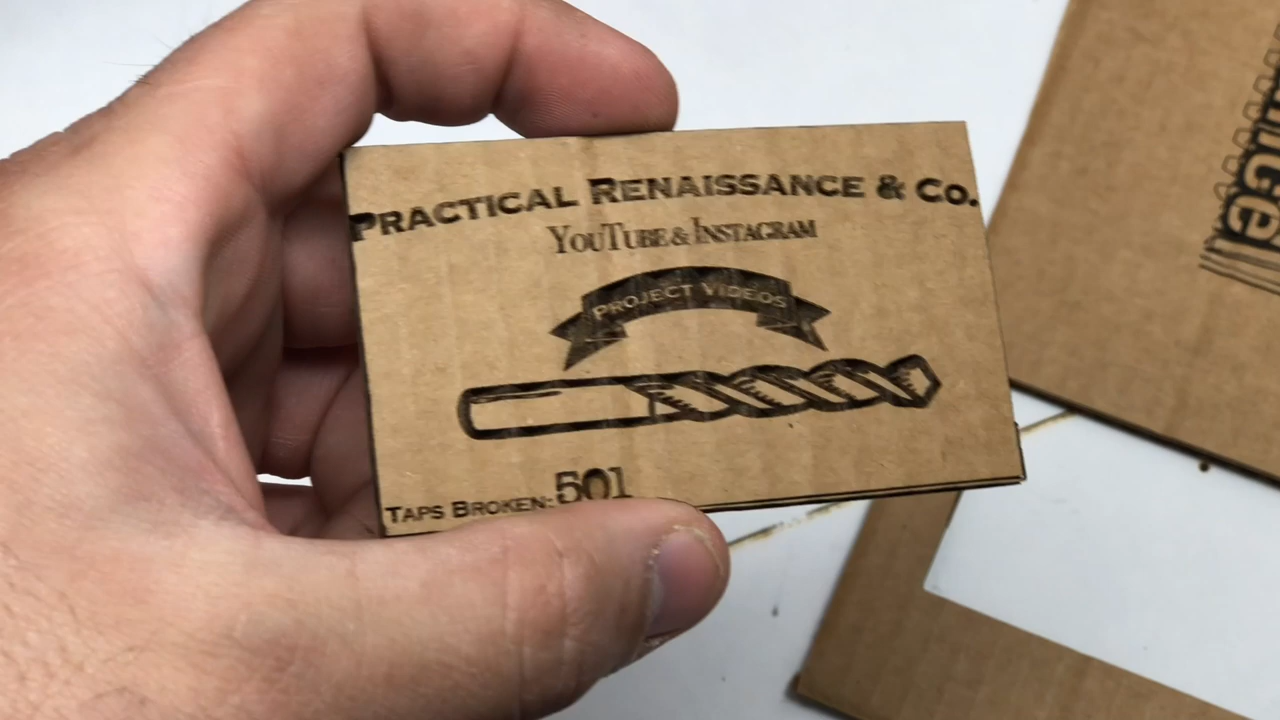 PRACTICAL RENAISSANCE & CO.
YOUTUBE & INSTAGRAM
PROJECT VIDEOS
TAPS BROKEN: 501